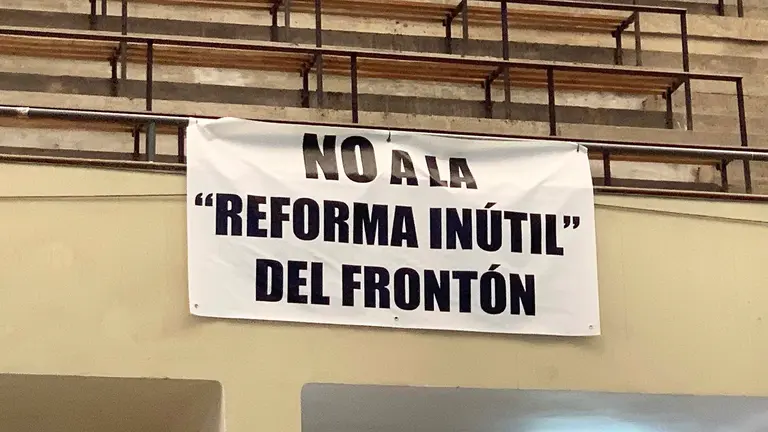 NO A LA
“REFORMA INÚTIL”
DEL FRONTÓN